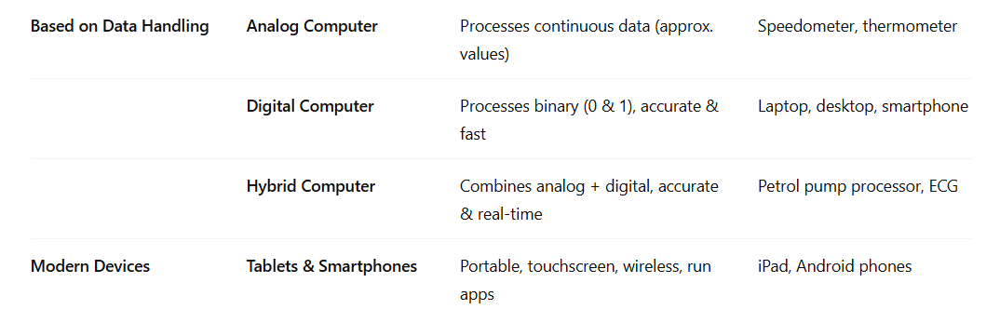 Based on Data Handling Analog Computer Processes continuous data (approx. Speedometer, thermometer
values)
Digital Computer Processes binary (0 & 1), accurate & Laptop, desktop, smartphone
fast
Hybrid Computer Combines analog + digital, accurate Petrol pump processor, ECG
& real-time
Modern Devices Tablets & Smartphones Portable, touchscreen, wireless, run iPad, Android phones
apps